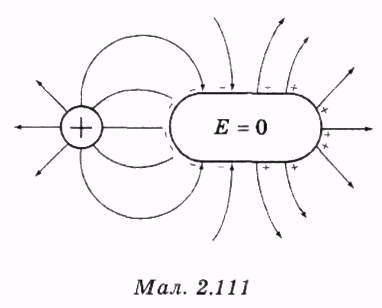 +
E = 0
Мал. 2.111